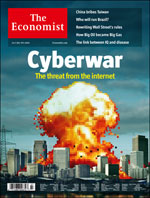 The
Economist
China bribes Taiwan
Who will run Brazil?
Rewriting Wall Street's rules
How Big Oil became Big Gas
The link between IQ and disease
Cyberwar
The threat from the internet